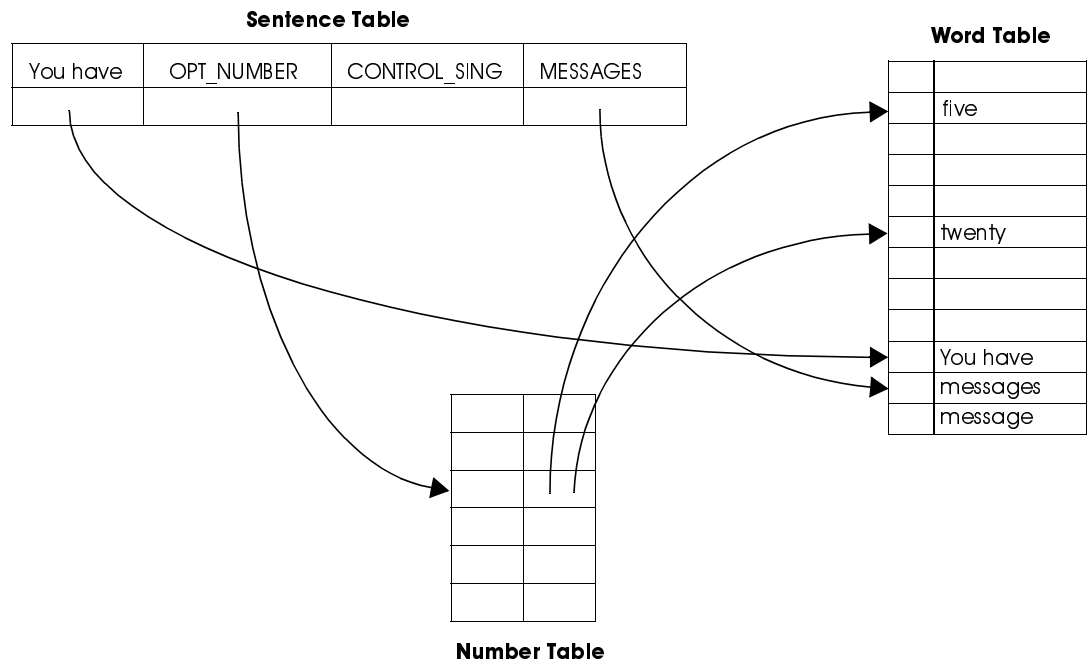 Sentence Table
You have OPT_NUMBER CONTROL_SING MESSAGES
Word Table
five
twenty
You have
messages
message
Number Table